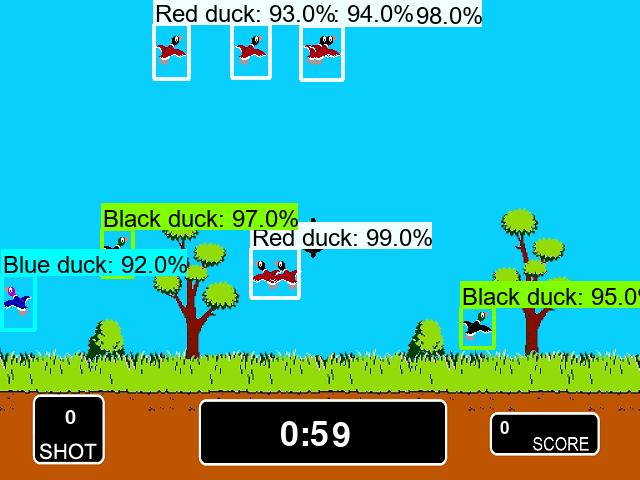 Red duck: 93.0%: 94.0% 98.0%
Black duck: 97.0%
Red duck: 99.0%
Blue duck: 92.0%
Black duck: 95.0%
0
SHOT
0:59
0
SCORE